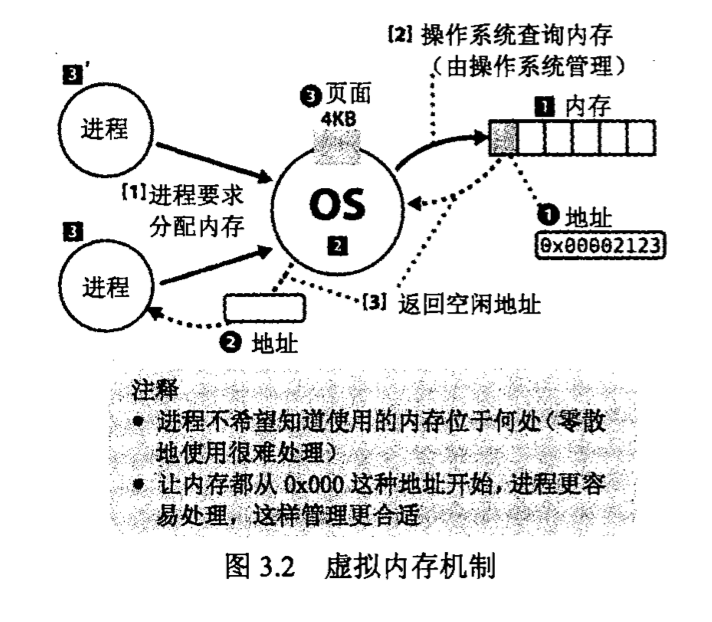 [2] 操作系统查询内存
（由操作系统管理）
3'
进程
❸页面
4KB
1 内存
[1]进程要求
分配内存
OS
2
❶地址
0x00002123
3
进程
[3] 返回空闲地址
❷ 地址
注释
• 进程不希望知道使用的内存位于何处（零散
地使用很难处理）
• 让内存都从 0x000 这种地址开始，进程更容
易处理，这样管理更合适
图 3.2 虚拟内存机制